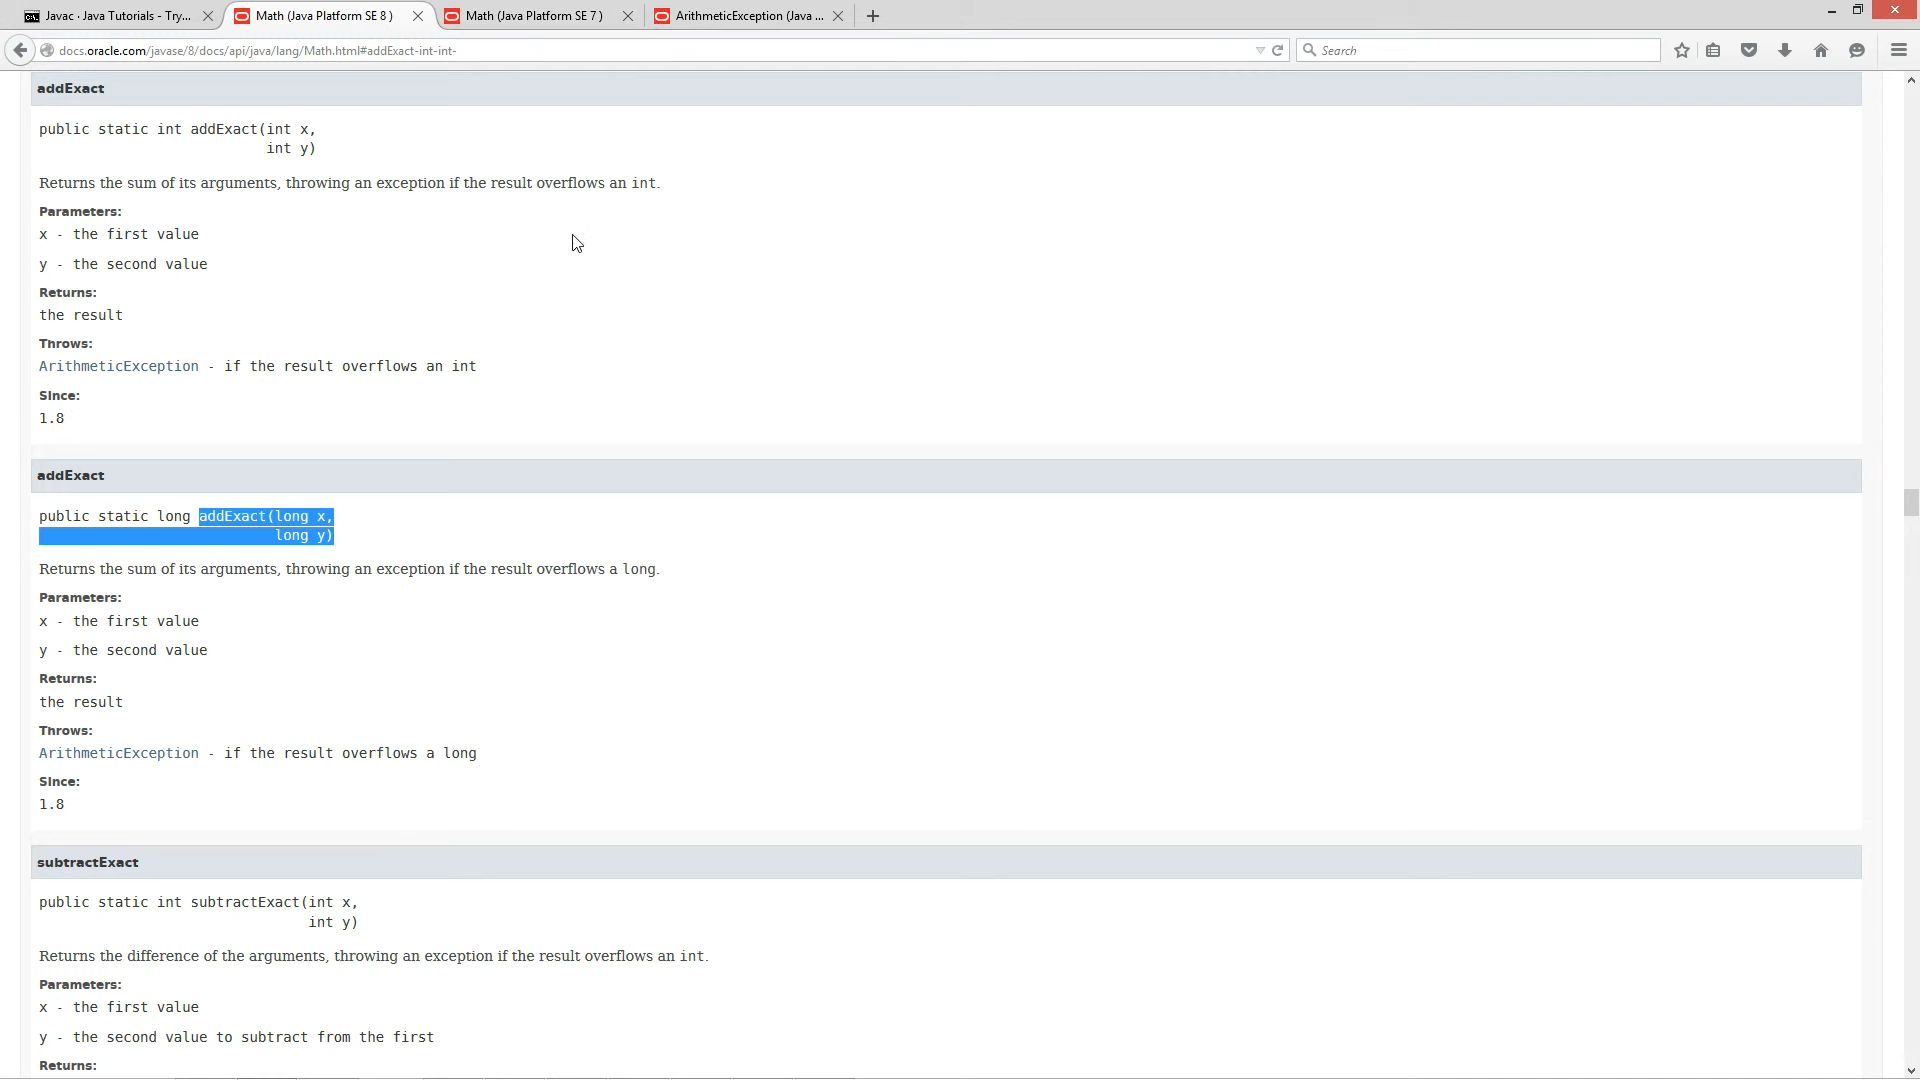 Javac · Java Tutorials - Try...
Math (Java Platform SE 8 )
Math (Java Platform SE 7 )
ArithmeticException (Java ...
docs.oracle.com/javase/8/docs/api/java/lang/Math.html#addExact-int-int-
Search
addExact
public static int addExact(int x,
int y)
Returns the sum of its arguments, throwing an exception if the result overflows an int.
Parameters:
x - the first value
y - the second value
Returns:
the result
Throws:
ArithmeticException - if the result overflows an int
Since:
1.8
addExact
public static long addExact(long x,
long y)
Returns the sum of its arguments, throwing an exception if the result overflows a long.
Parameters:
x - the first value
y - the second value
Returns:
the result
Throws:
ArithmeticException - if the result overflows a long
Since:
1.8
subtractExact
public static int subtractExact(int x,
int y)
Returns the difference of the arguments, throwing an exception if the result overflows an int.
Parameters:
x - the first value
y - the second value to subtract from the first
Returns: